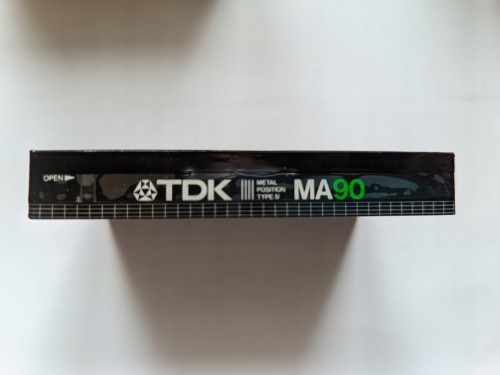 OPEN
TDK
METAL
POSITION
TYPE IV
MA90